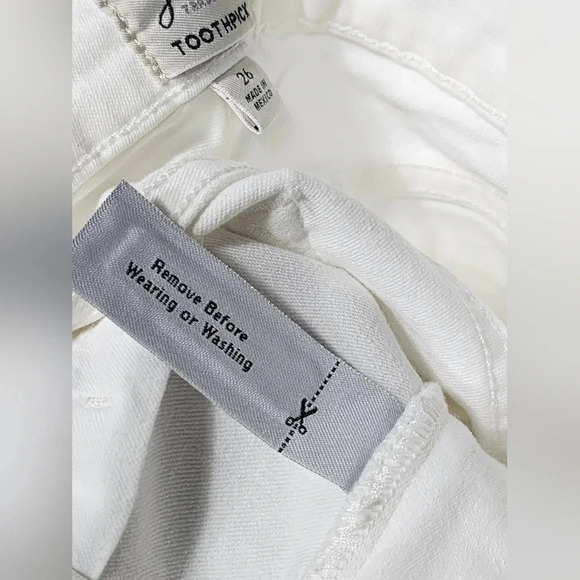 TOOTHPICK
26
MADE IN
MEXICO
Remove Before
Wearing or Washing